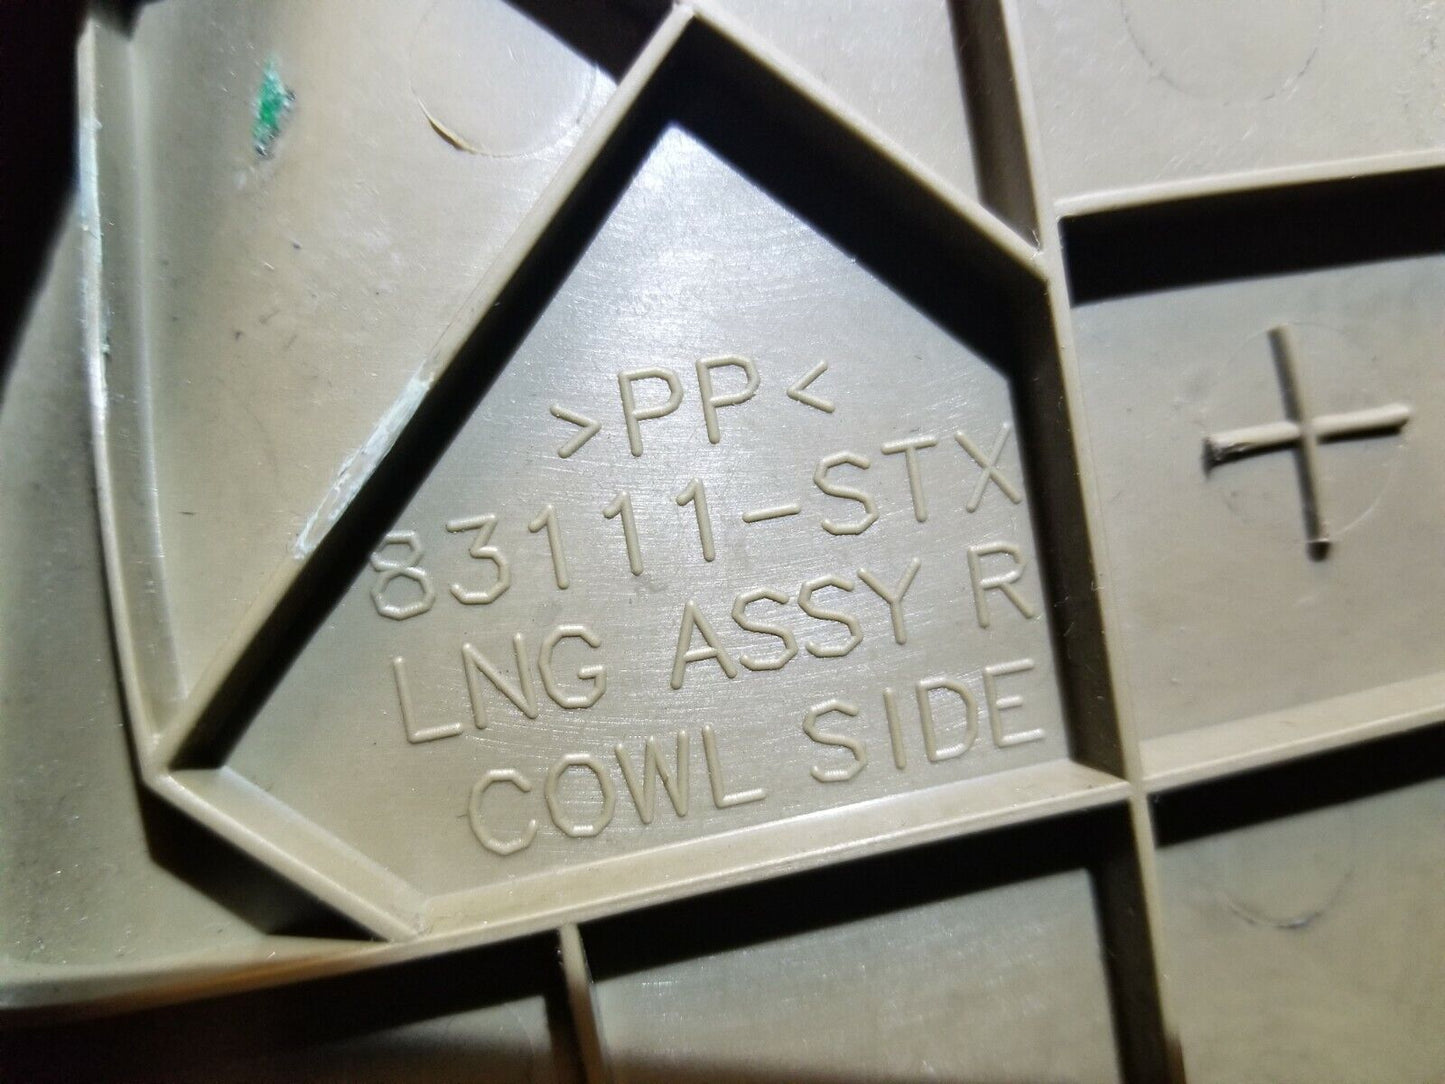 >PP<
83111-STX
LNG ASSY R
COWL SIDE